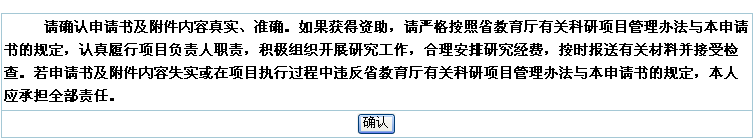 请确认申请书及附件内容真实、准确。如果获得资助，请严格按照省教育厅有关科研项目管理办法与本申请
书的规定，认真履行项目负责人职责，积极组织开展研究工作，合理安排研究经费，按时报送有关材料并接受检
查。若申请书及附件内容失实或在项目执行过程中违反省教育厅有关科研项目管理办法与本申请书的规定，本人
应承担全部责任。
确认